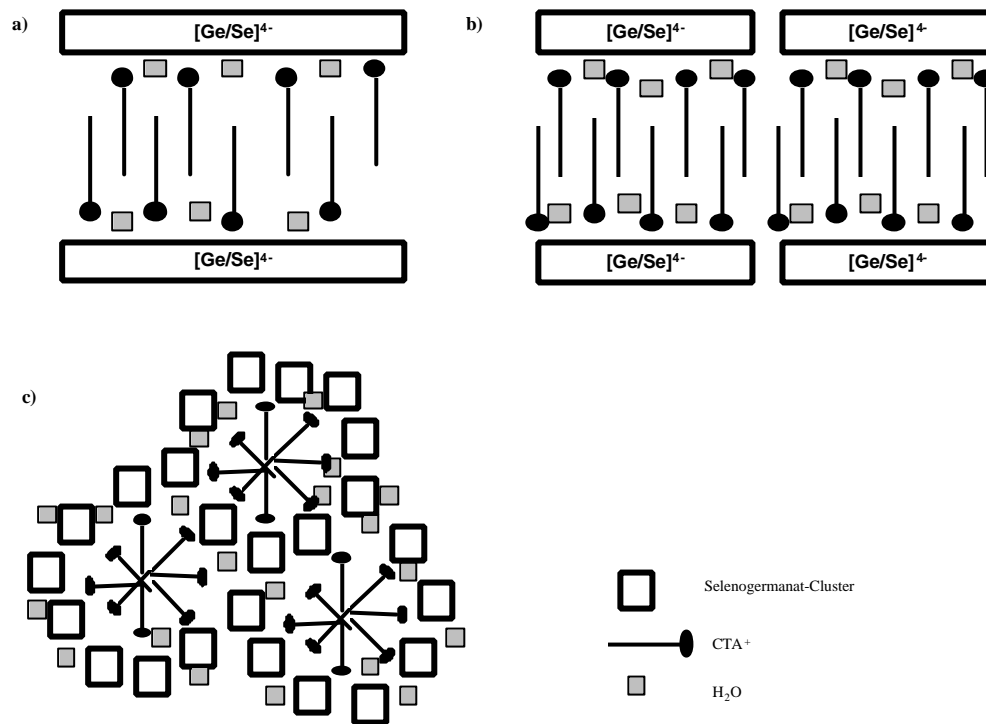 a)
[Ge/Se]⁴⁻
[Ge/Se]⁴⁻
b)
[Ge/Se]⁴⁻ [Ge/Se]⁴⁻
[Ge/Se]⁴⁻ [Ge/Se]⁴⁻
c)
Selenogermanat-Cluster
CTA⁺
H₂O